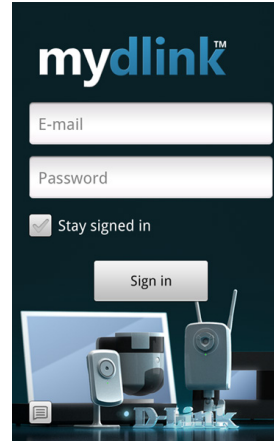 mydlink™
E-mail
Password
Stay signed in
Sign in
D-Link